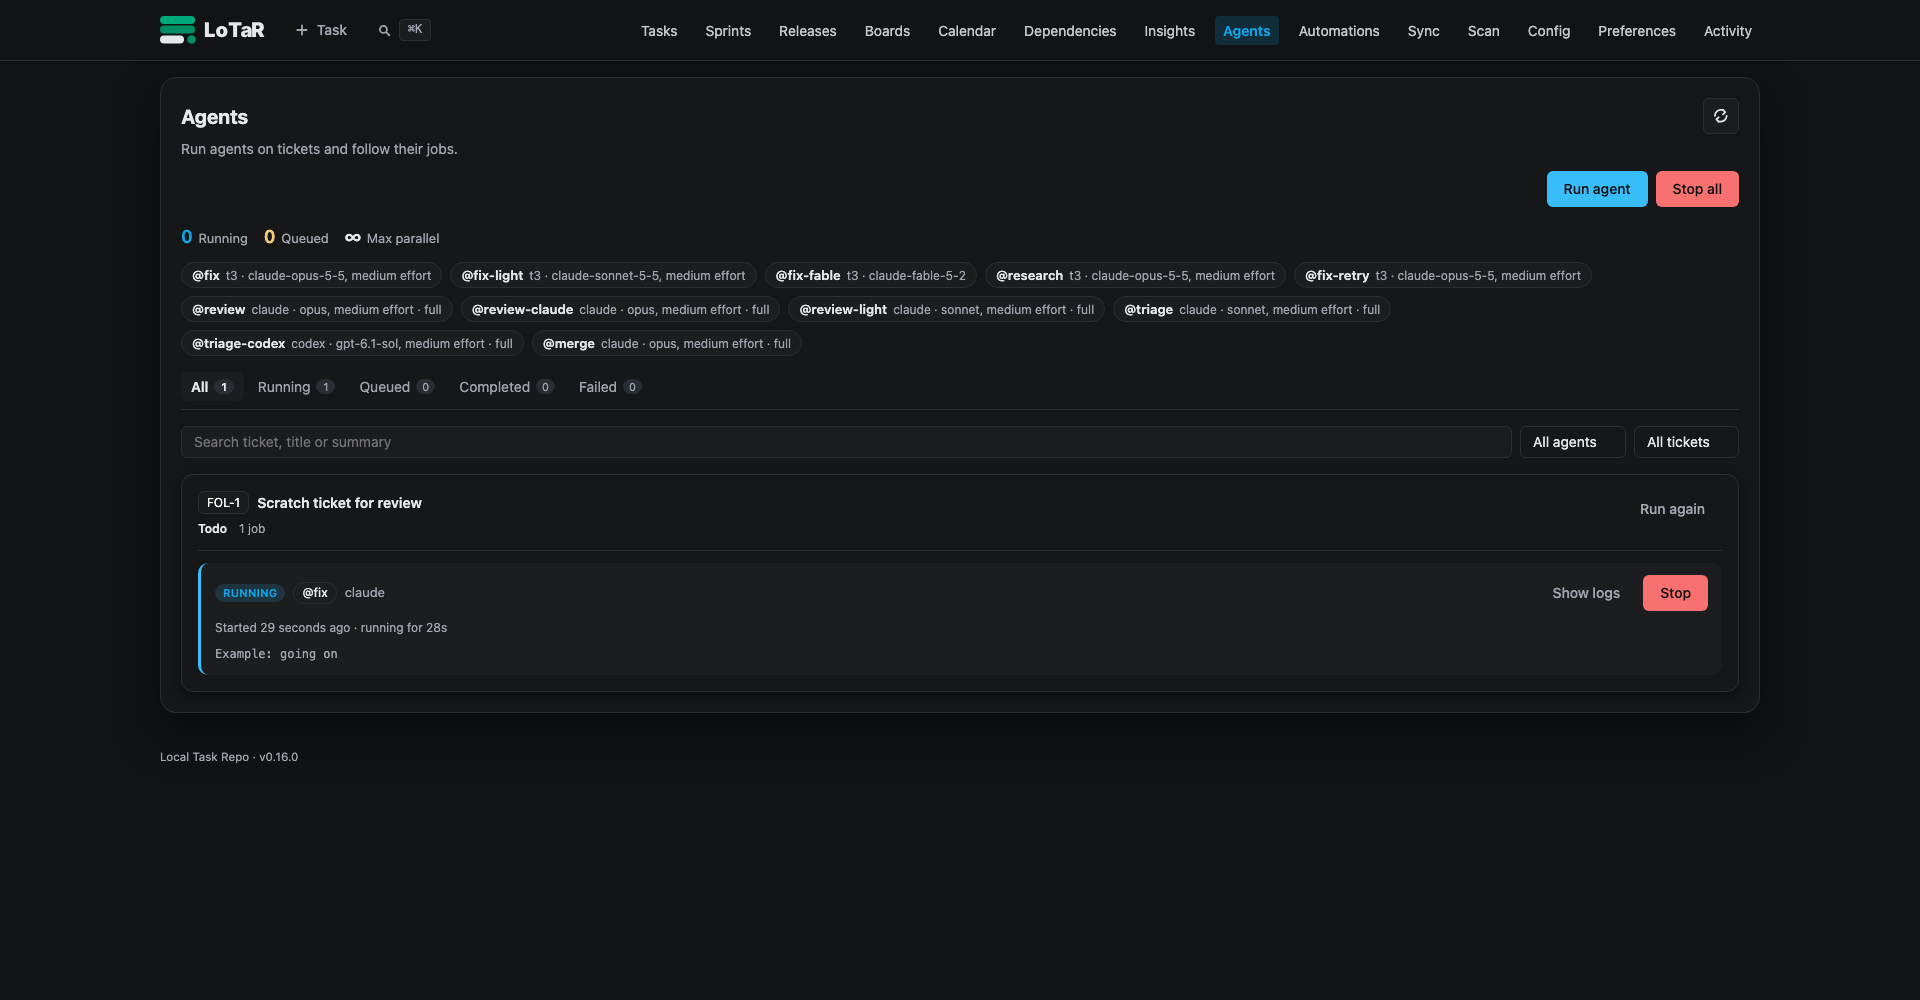 LoTaR
Task
⌘K
Tasks Sprints Releases Boards Calendar Dependencies Insights Agents Automations Sync Scan Config Preferences Activity
Agents
Run agents on tickets and follow their jobs.
Run agent Stop all
0 Running 0 Queued ∞ Max parallel
@fix t3 · claude-opus-5-5, medium effort @fix-light t3 · claude-sonnet-5-5, medium effort @fix-fable t3 · claude-fable-5-2 @research t3 · claude-opus-5-5, medium effort @fix-retry t3 · claude-opus-5-5, medium effort
@review claude · opus, medium effort · full @review-claude claude · opus, medium effort · full @review-light claude · sonnet, medium effort · full @triage claude · sonnet, medium effort · full
@triage-codex codex · gpt-6.1-sol, medium effort · full @merge claude · opus, medium effort · full
All 1 Running 1 Queued 0 Completed 0 Failed 0
Search ticket, title or summary All agents All tickets
FOL-1 Scratch ticket for review
Run again
Todo 1 job
RUNNING @fix claude Show logs Stop
Started 29 seconds ago · running for 28s
Example: going on
Local Task Repo · v0.16.0